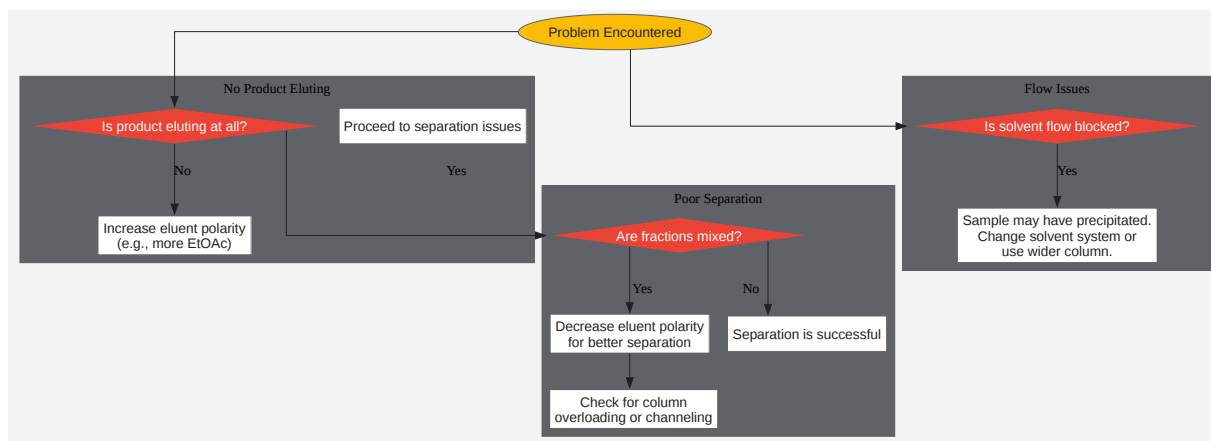 Problem Encountered
No Product Eluting
Is product eluting at all?
Proceed to separation issues
No
Yes
Increase eluent polarity
(e.g., more EtOAc)
Poor Separation
Are fractions mixed?
Yes
No
Decrease eluent polarity
for better separation
Separation is successful
Check for column
overloading or channeling
Flow Issues
Is solvent flow blocked?
Yes
Sample may have precipitated.
Change solvent system or
use wider column.